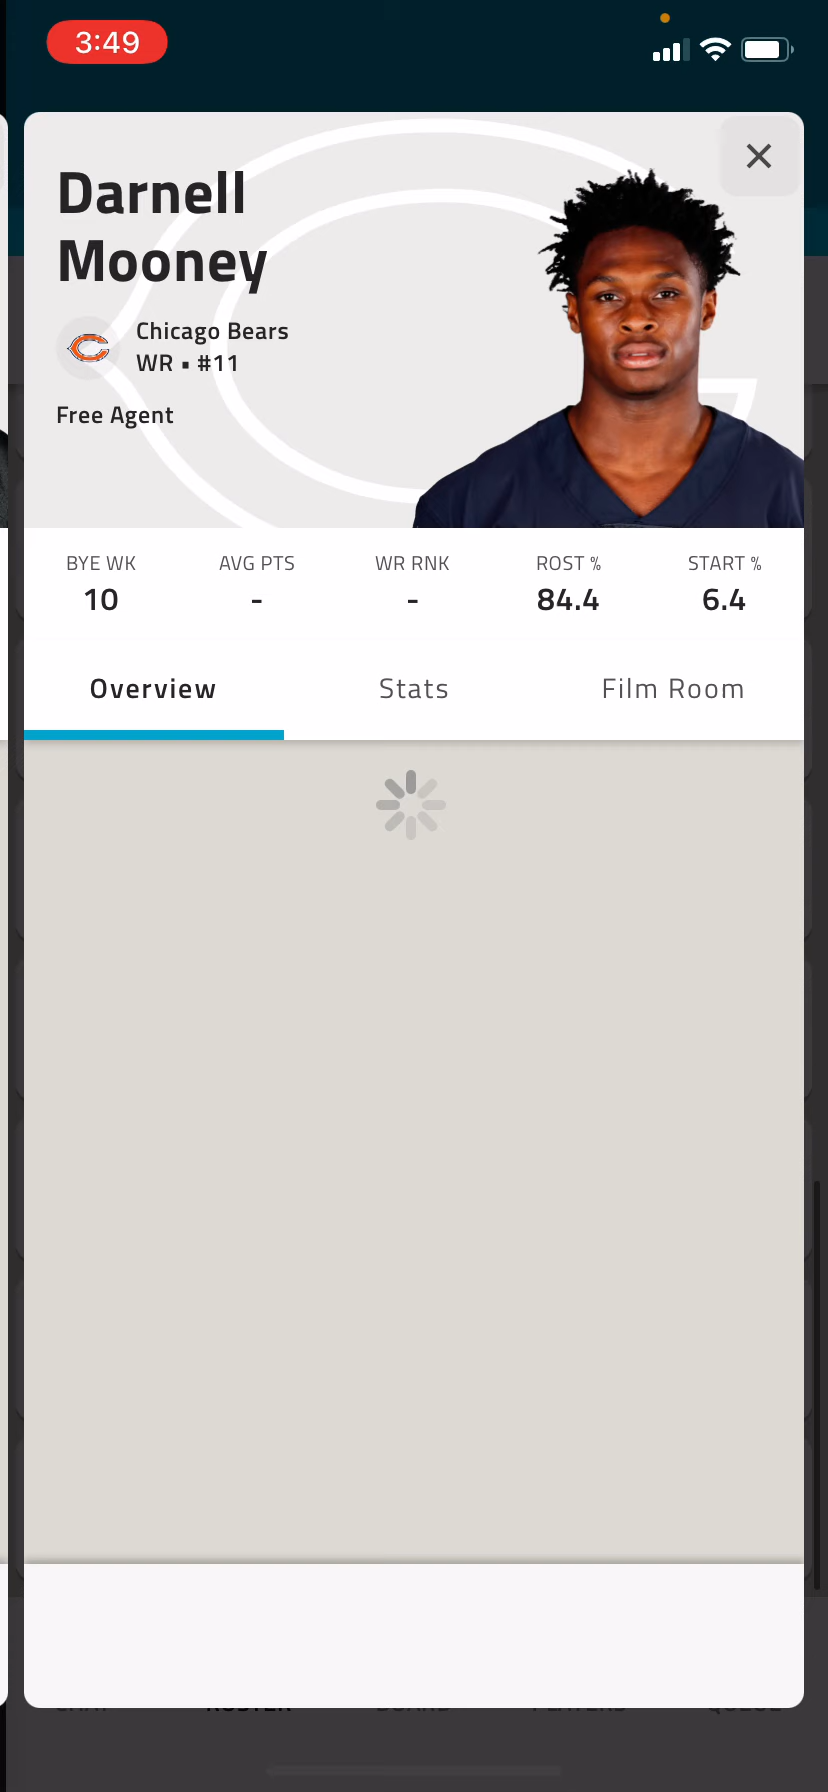 3:49
Darnell
Mooney
Chicago Bears
WR ▪ #11
Free Agent
BYE WK AVG PTS WR RNK ROST % START %
10 - - 84.4 6.4
Overview Stats Film Room